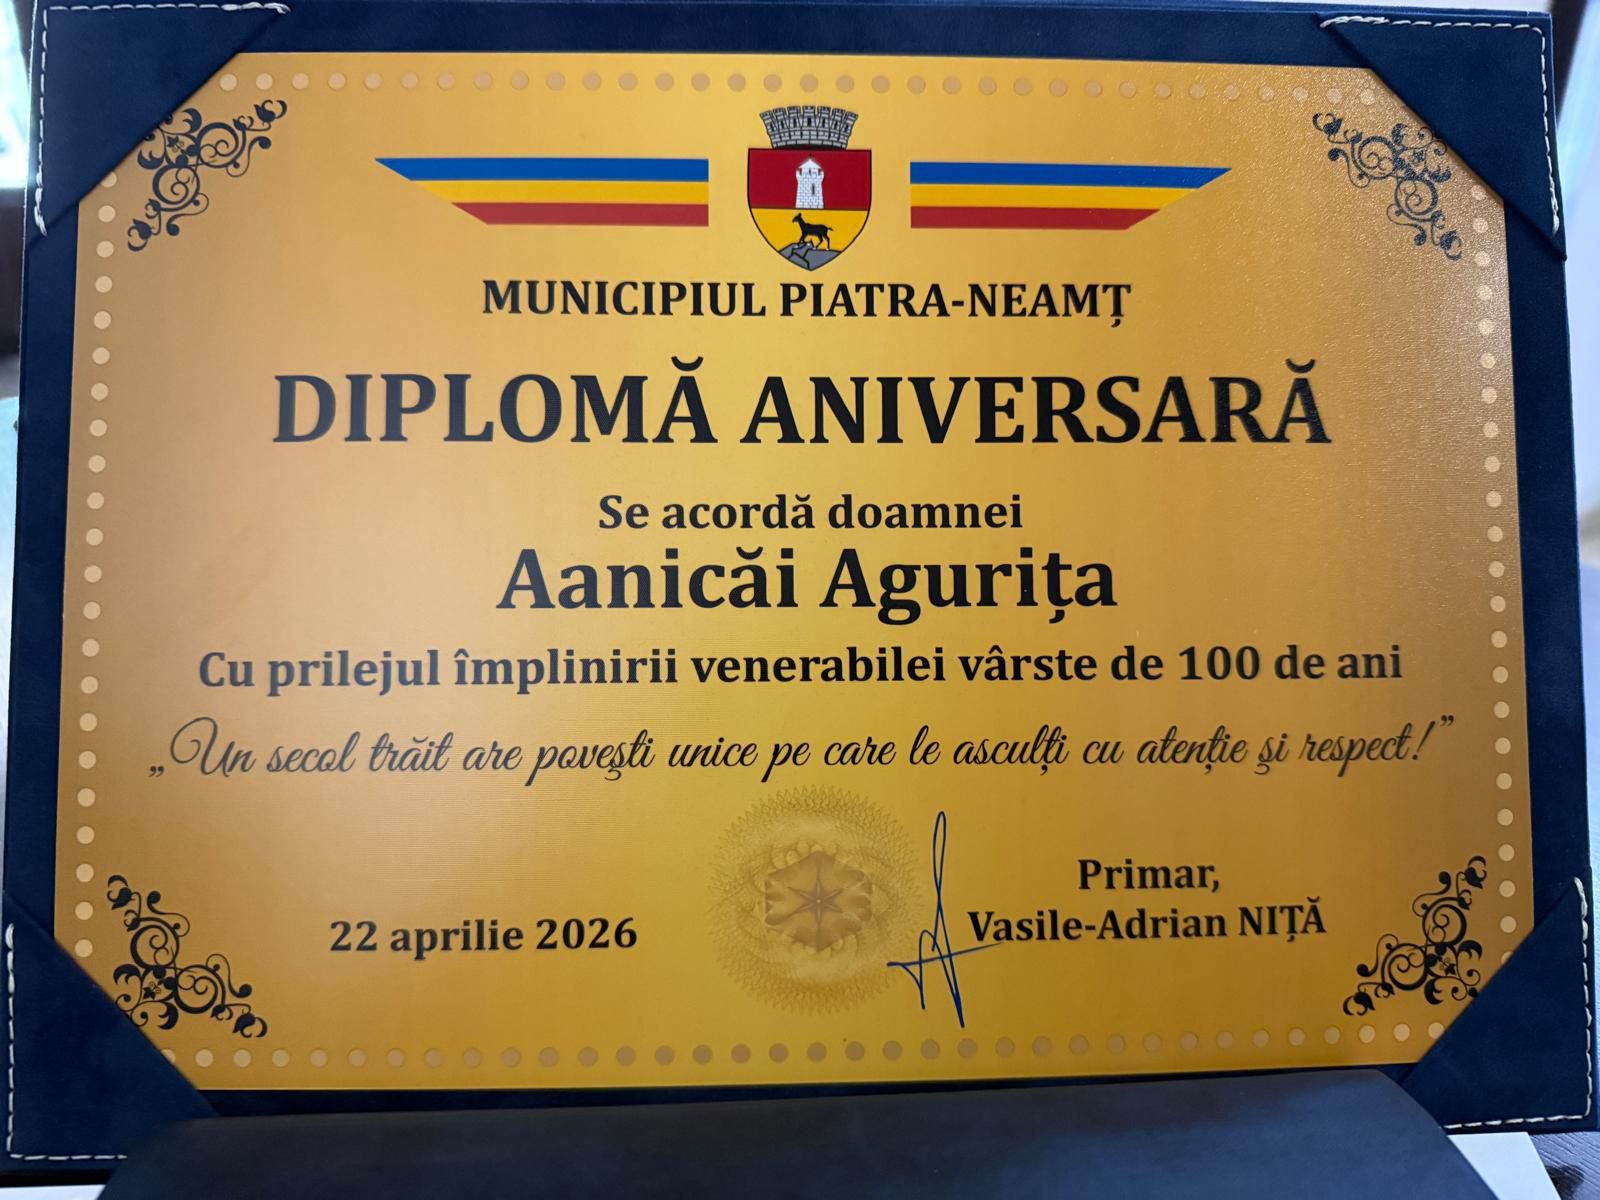 MUNICIPIUL PIATRA-NEAMȚ
DIPLOMĂ ANIVERSARĂ
Se acordă doamnei
Aanicăi Agurița
Cu prilejul împlinirii venerabilei vârste de 100 de ani
„Un secol trăit are povești unice pe care le asculți cu atenție și respect!”
22 aprilie 2026
Primar,
Vasile-Adrian NIȚĂ